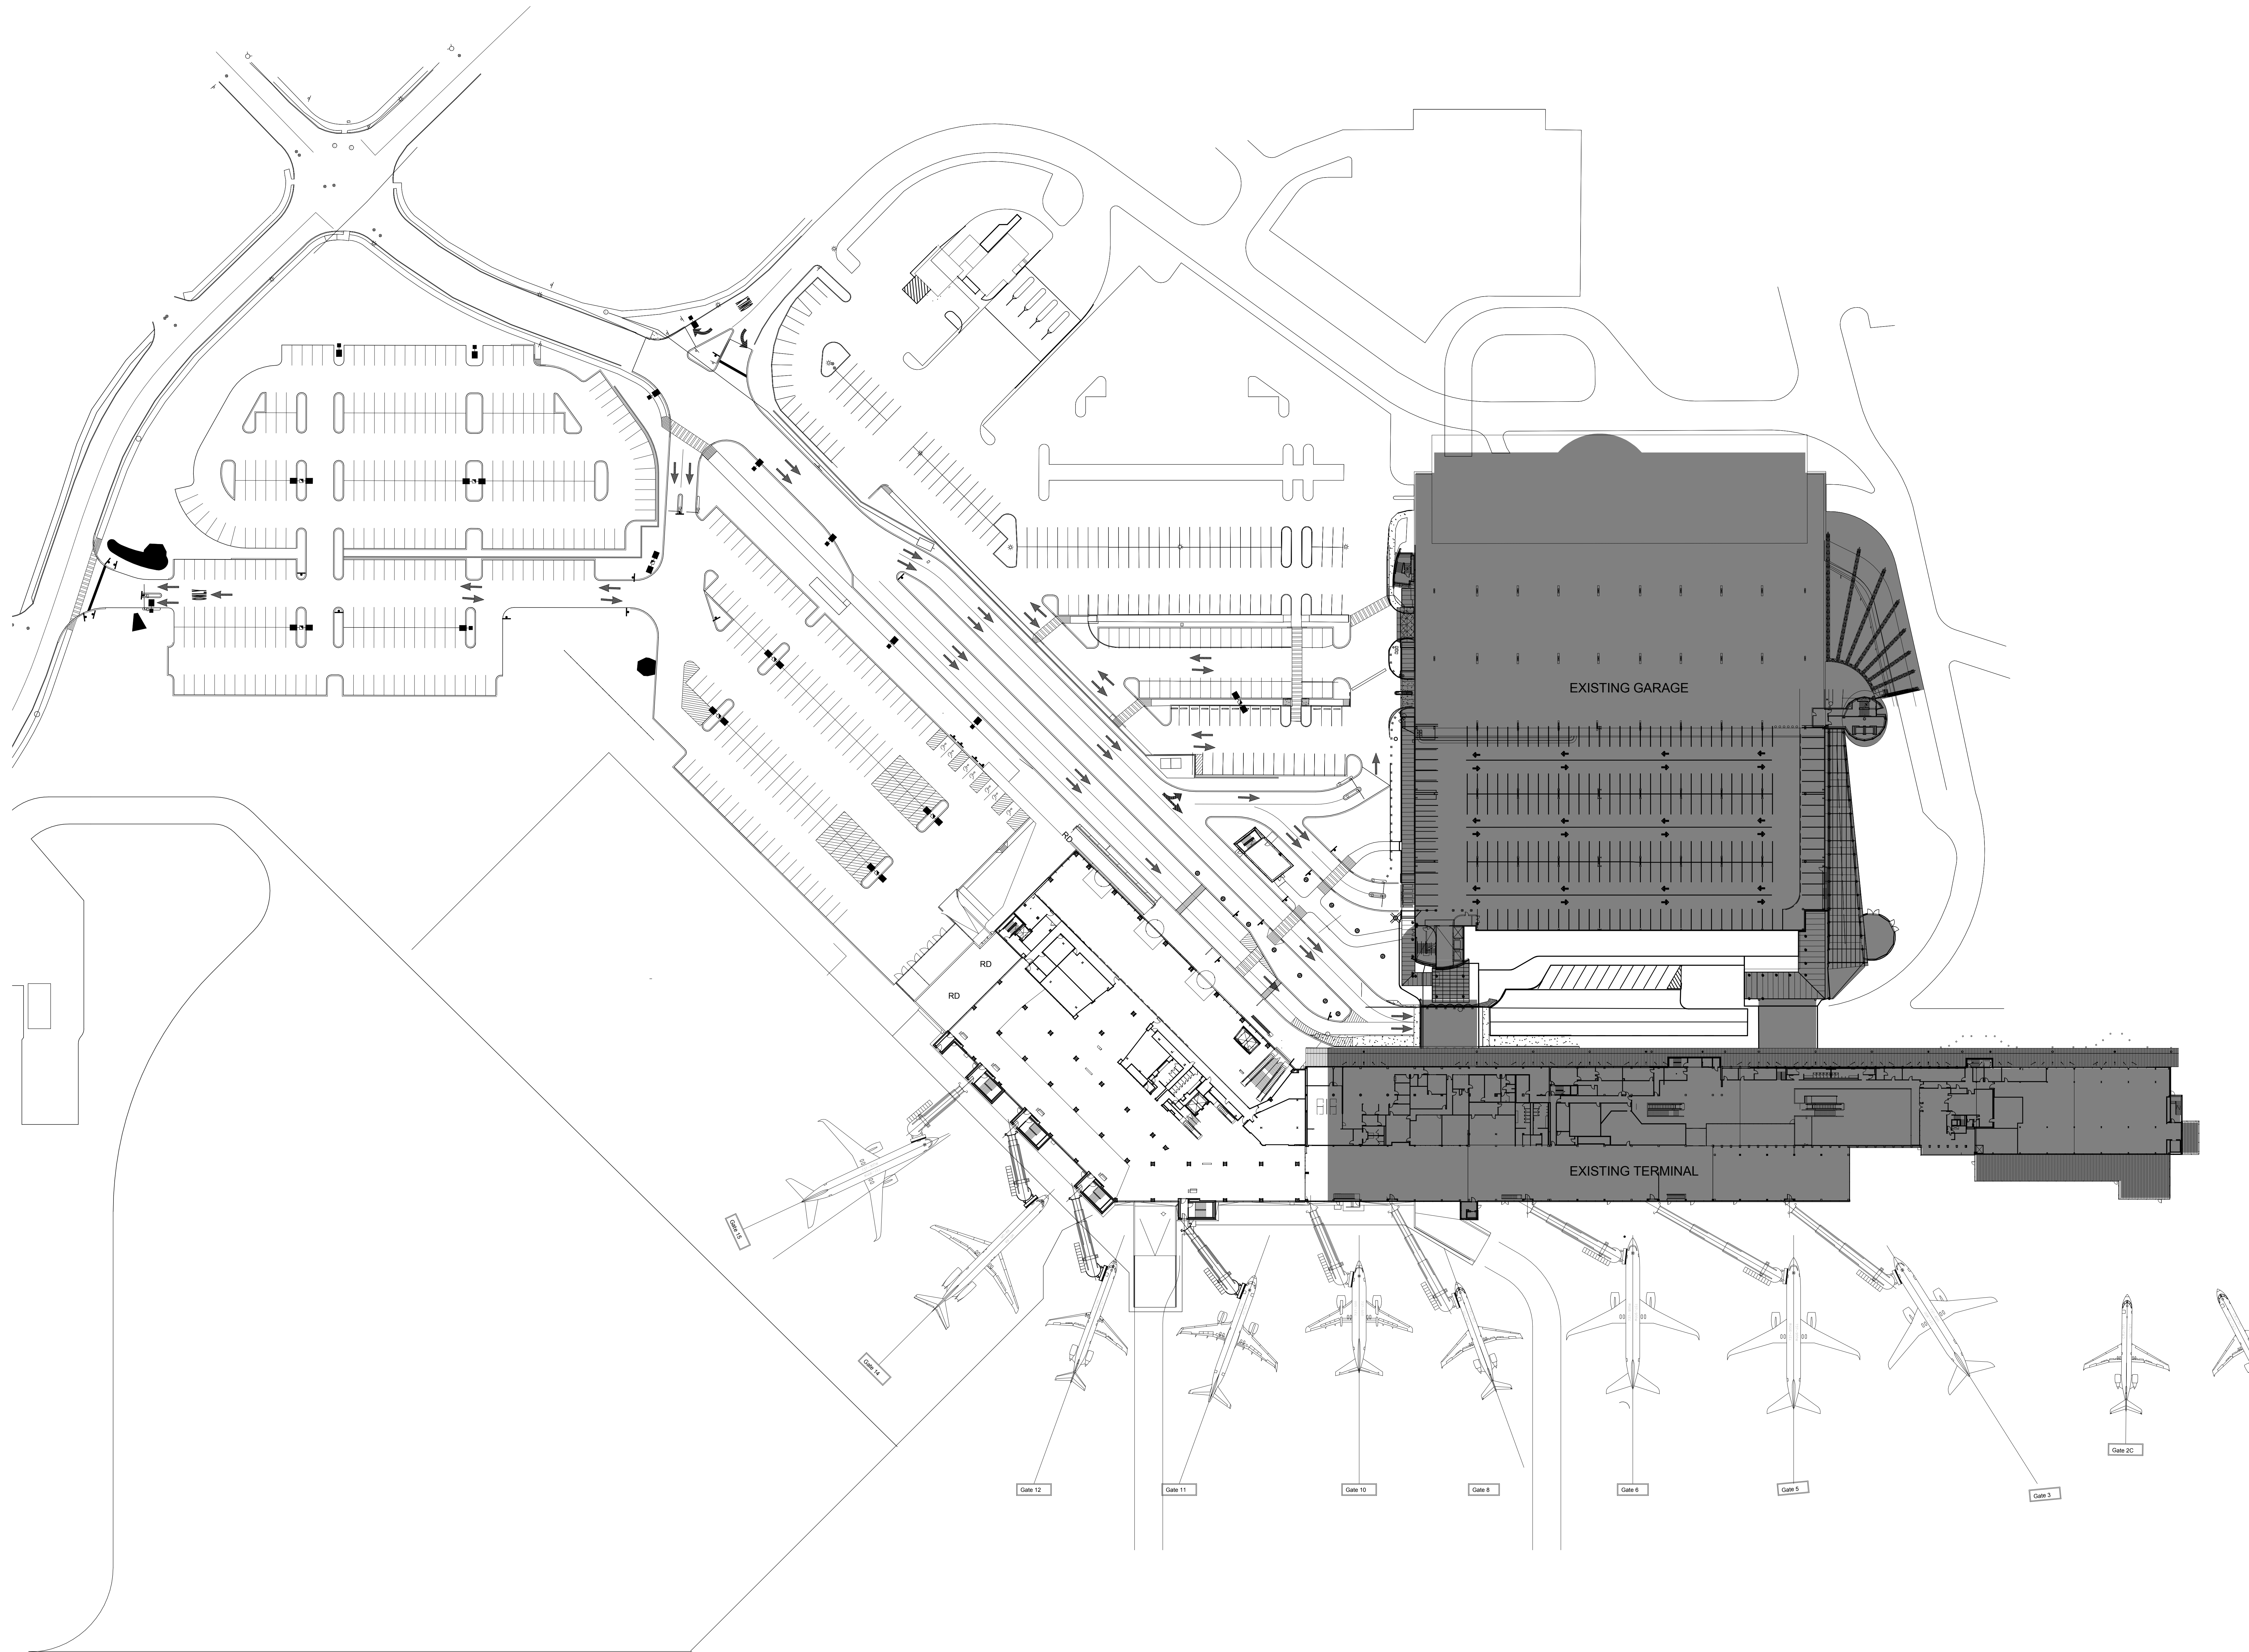 EXISTING GARAGE
RD
RD
RD
EXISTING TERMINAL
Gate 15
Gate 14
Gate 2C
Gate 12
Gate 11
Gate 10
Gate 8
Gate 6
Gate 5
Gate 3